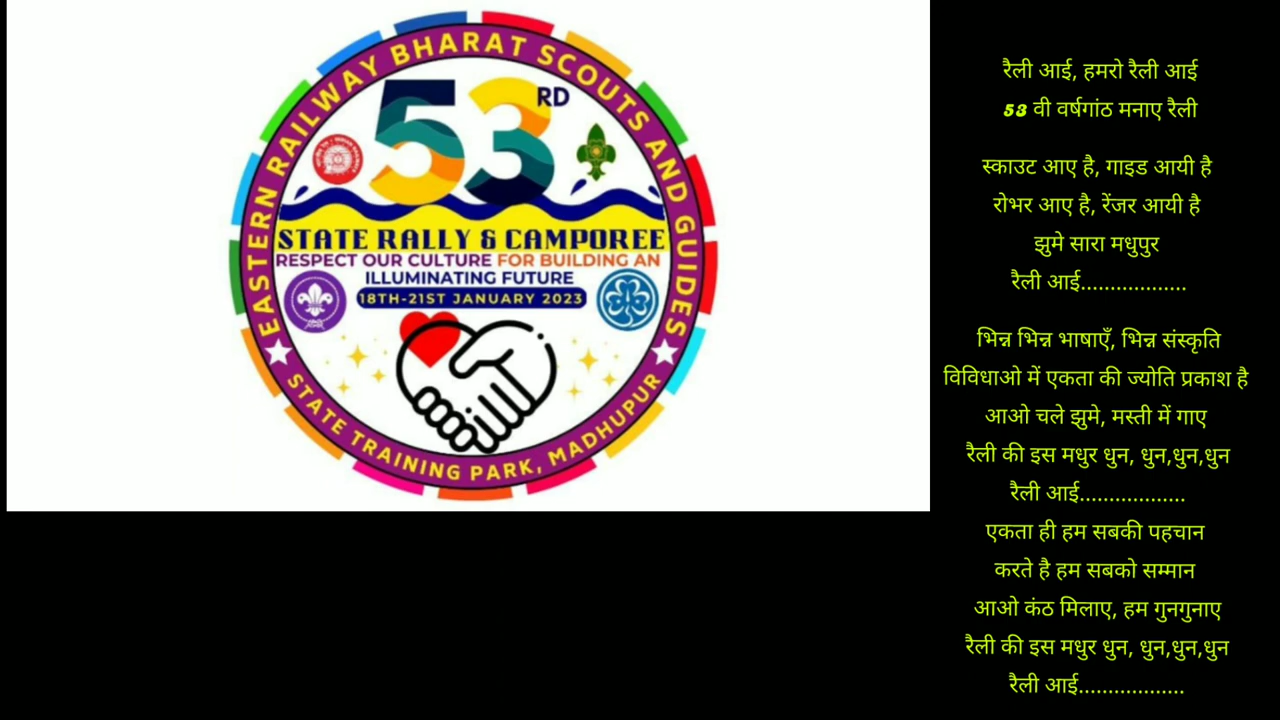 EASTERN RAILWAY BHARAT SCOUTS AND GUIDES
53RD
STATE RALLY & CAMPOREE
RESPECT OUR CULTURE FOR BUILDING AN
ILLUMINATING FUTURE
18TH-21ST JANUARY 2023
STATE TRAINING PARK, MADHUPUR
रैली आई, हमरो रैली आई
53 वी वर्षगांठ मनाए रैली
स्काउट आए है, गाइड आयी है
रोभर आए है, रेंजर आयी है
झुमे सारा मधुपुर
रैली आई..................
भिन्न भिन्न भाषाएँ, भिन्न संस्कृति
विविधाओ में एकता की ज्योति प्रकाश है
आओ चले झुमे, मस्ती में गाए
रैली की इस मधुर धुन, धुन,धुन,धुन
रैली आई..................
एकता ही हम सबकी पहचान
करते है हम सबको सम्मान
आओ कंठ मिलाए, हम गुनगुनाए
रैली की इस मधुर धुन, धुन,धुन,धुन
रैली आई..................